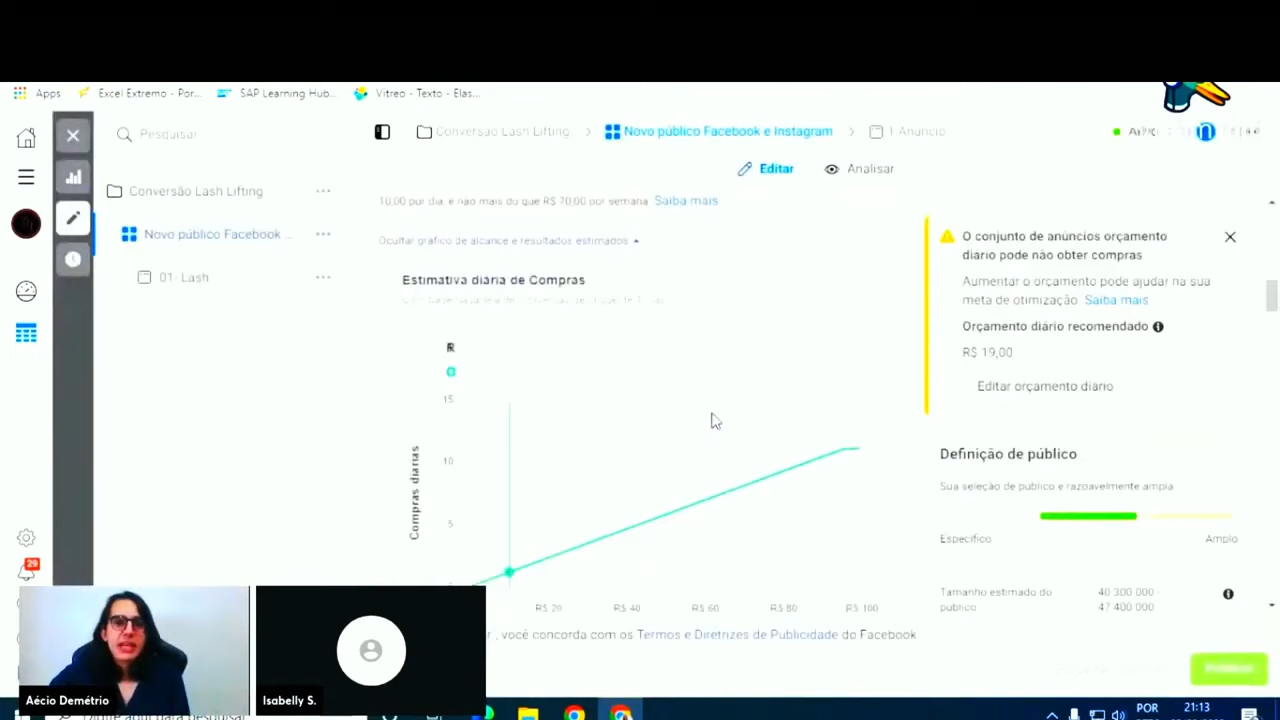 Apps
Excel Extremo - Por...
SAP Learning Hub...
Vitreo - Texto - Elas...
Pesquisar
Conversão Lash Lifting
Novo público Facebook e Instagram
1 Anúncio
Editar
Analisar
Conversão Lash Lifting
Novo público Facebook ...
01- Lash
10,00 por dia, e não mais do que R$ 70,00 por semana. Saiba mais
Ocultar gráfico de alcance e resultados estimados
Estimativa diária de Compras
R
15
10
5
Compras diárias
R$ 20
R$ 40
R$ 60
R$ 80
R$ 100
, você concorda com os Termos e Diretrizes de Publicidade do Facebook
O conjunto de anúncios orçamento
diário pode não obter compras
Aumentar o orçamento pode ajudar na sua
meta de otimização. Saiba mais
Orçamento diário recomendado
R$ 19,00
Editar orçamento diário
Definição de público
Sua seleção de público é razoavelmente ampla
Específico
Amplo
Tamanho estimado do
público
40 300 000 -
47 400 000
29
Aécio Demétrio
Isabelly S.
POR
21:13